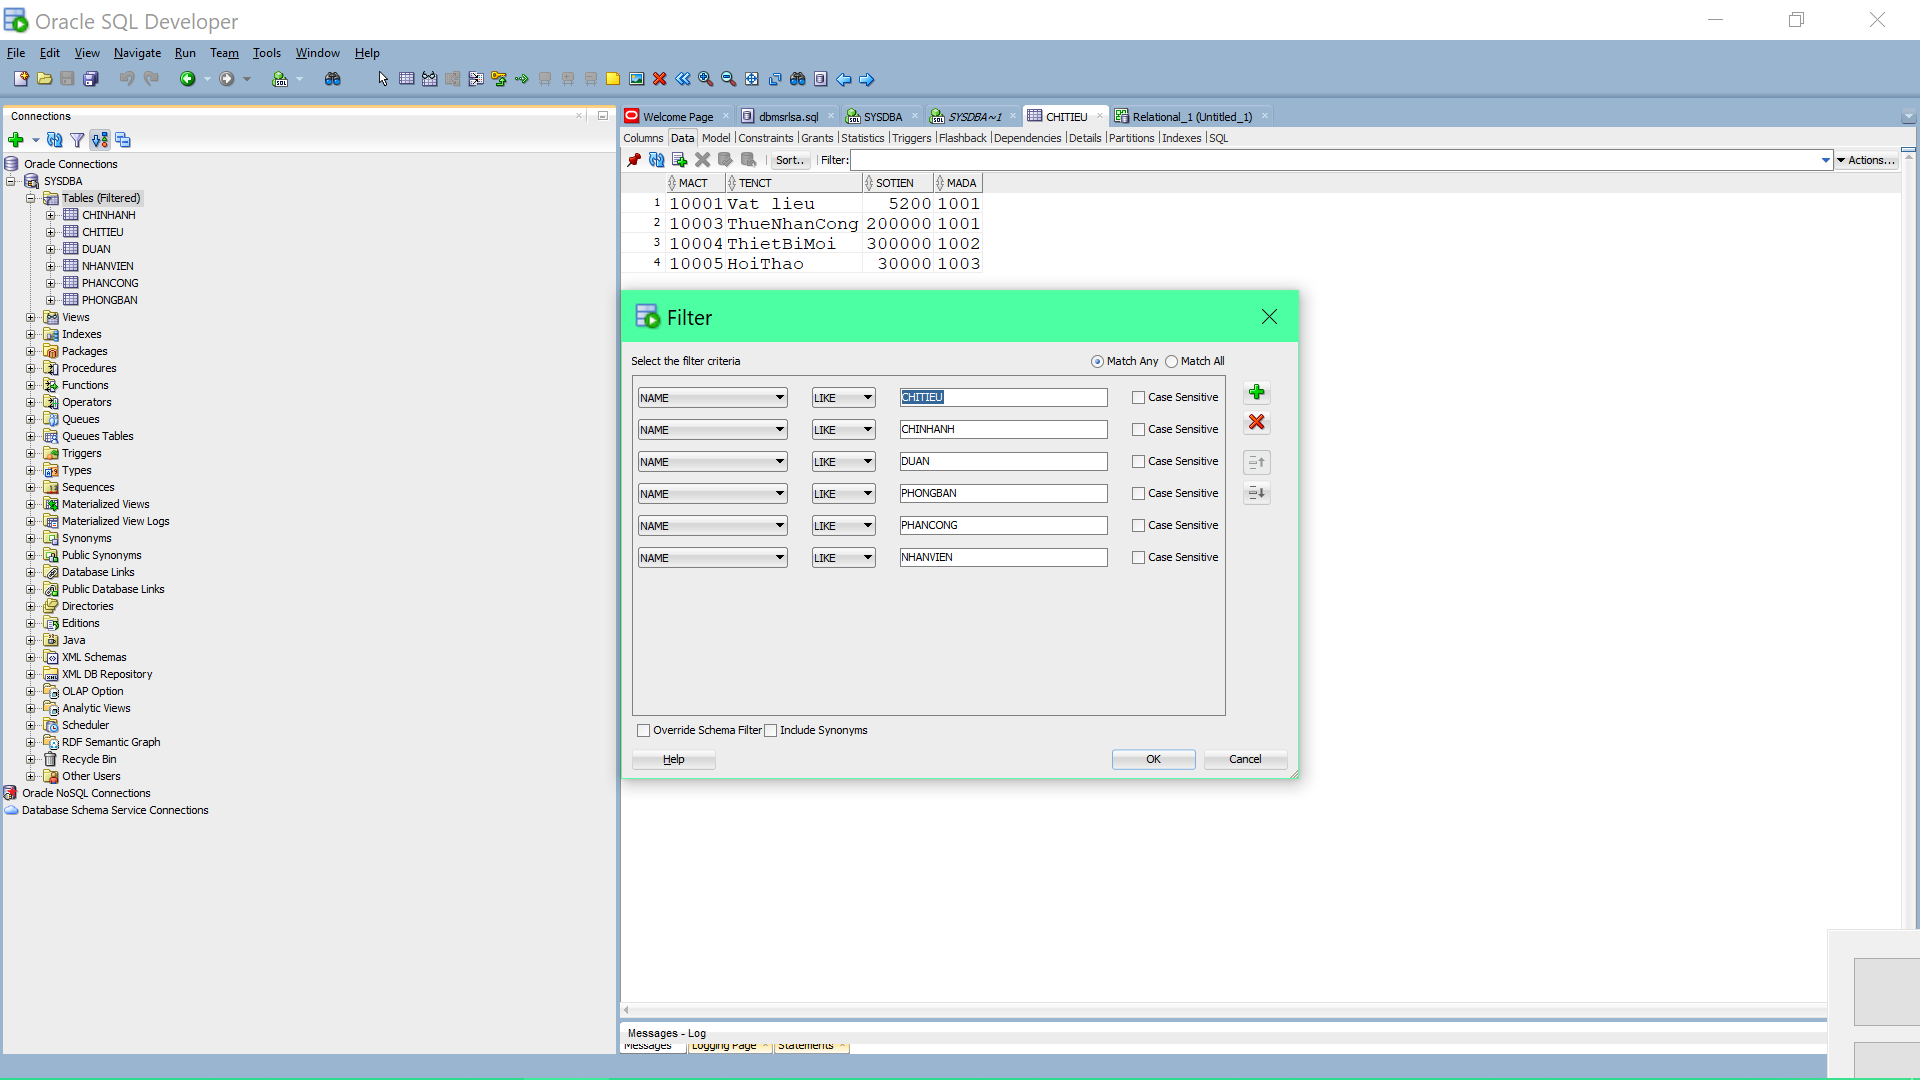 Oracle SQL Developer
File Edit View Navigate Run Team Tools Window Help
Connections
Oracle Connections
SYSDBA
Tables (Filtered)
CHINHANH
CHITIEU
DUAN
NHANVIEN
PHANCONG
PHONGBAN
Views
Indexes
Packages
Procedures
Functions
Operators
Queues
Queues Tables
Triggers
Types
Sequences
Materialized Views
Materialized View Logs
Synonyms
Public Synonyms
Database Links
Public Database Links
Directories
Editions
Java
XML Schemas
XML DB Repository
OLAP Option
Analytic Views
Scheduler
RDF Semantic Graph
Recycle Bin
Other Users
Oracle NoSQL Connections
Database Schema Service Connections
Welcome Page dbmsrlsa.sql SYSDBA SYSDBA~1 CHITIEU Relational_1 (Untitled_1)
Columns Data Model Constraints Grants Statistics Triggers Flashback Dependencies Details Partitions Indexes SQL
Sort.. Filter: Actions...
MACT TENCT SOTIEN MADA
1 10001 Vat lieu 5200 1001
2 10003 ThueNhanCong 200000 1001
3 10004 ThietBiMoi 300000 1002
4 10005 HoiThao 30000 1003
Filter
Select the filter criteria Match Any Match All
NAME LIKE CHITIEU Case Sensitive
NAME LIKE CHINHANH Case Sensitive
NAME LIKE DUAN Case Sensitive
NAME LIKE PHONGBAN Case Sensitive
NAME LIKE PHANCONG Case Sensitive
NAME LIKE NHANVIEN Case Sensitive
Override Schema Filter Include Synonyms
Help OK Cancel
Messages - Log
Messages Logging Page Statements